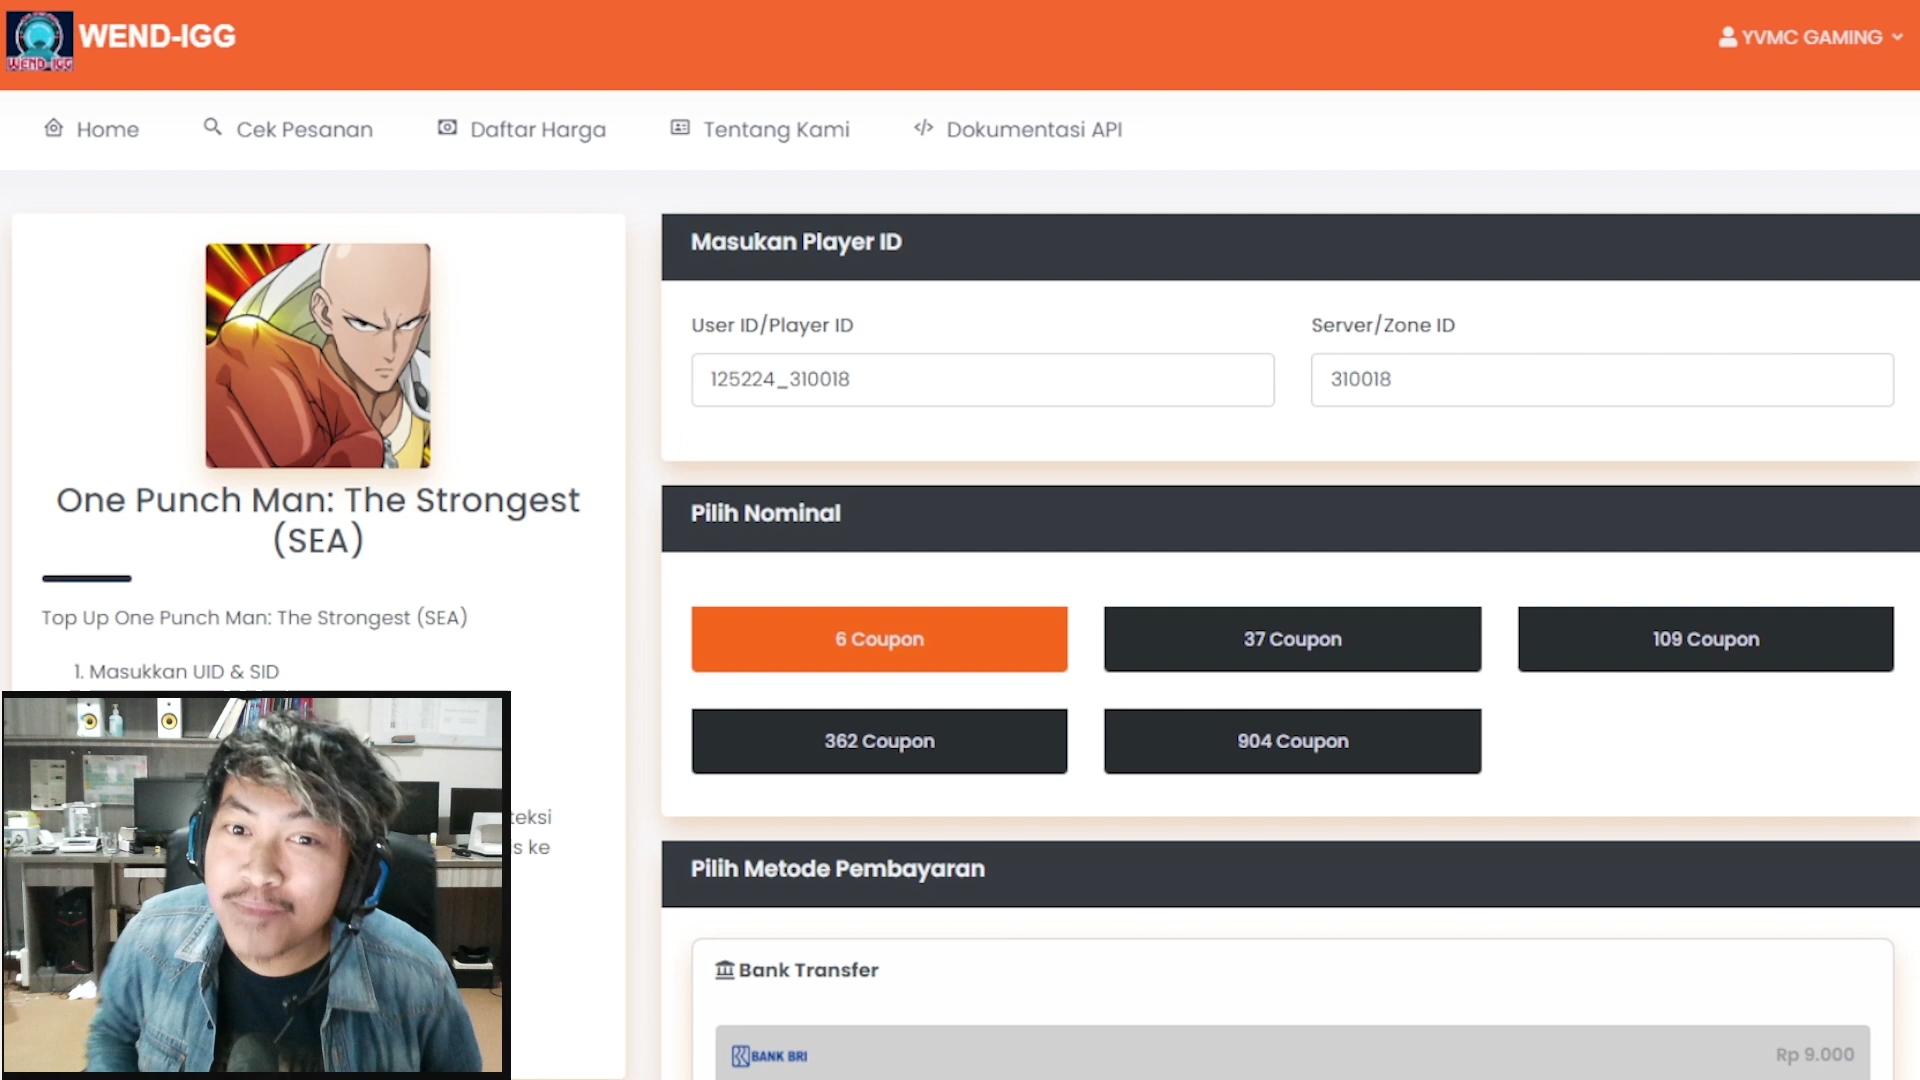 WEND-IGG
WEND-IGG
YVMC GAMING
Home
Cek Pesanan
Daftar Harga
Tentang Kami
Dokumentasi API
One Punch Man: The Strongest
(SEA)
Top Up One Punch Man: The Strongest (SEA)
1. Masukkan UID & SID
teksi
s ke
Masukan Player ID
User ID/Player ID
Server/Zone ID
125224_310018
310018
Pilih Nominal
6 Coupon
37 Coupon
109 Coupon
362 Coupon
904 Coupon
Pilih Metode Pembayaran
Bank Transfer
BANK BRI
Rp 9.000